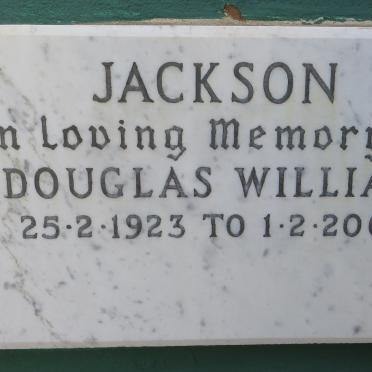 JACKSON
n Loving Memory
DOUGLAS WILLIA
25·2·1923 TO 1·2·200